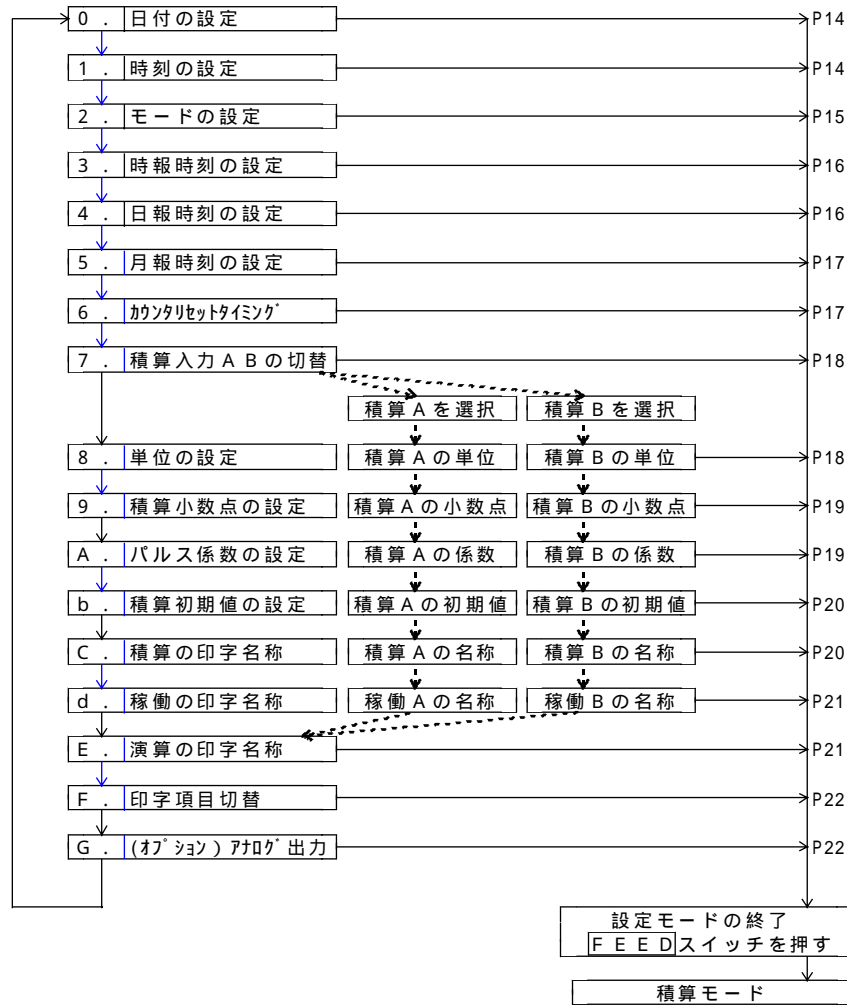 0. 日付の設定 P14
1. 時刻の設定 P14
2. モードの設定 P15
3. 時報時刻の設定 P16
4. 日報時刻の設定 P16
5. 月報時刻の設定 P17
6. ｶｳﾝﾀﾘｾｯﾄﾀｲﾐﾝｸﾞ P17
7. 積算入力ABの切替 P18
積算Aを選択 積算Bを選択
8. 単位の設定 積算Aの単位 積算Bの単位 P18
9. 積算小数点の設定 積算Aの小数点 積算Bの小数点 P19
A. パルス係数の設定 積算Aの係数 積算Bの係数 P19
b. 積算初期値の設定 積算Aの初期値 積算Bの初期値 P20
C. 積算の印字名称 積算Aの名称 積算Bの名称 P20
d. 稼働の印字名称 稼働Aの名称 稼働Bの名称 P21
E. 演算の印字名称 P21
F. 印字項目切替 P22
G. (ｵﾌﾟｼｮﾝ)ｱﾅﾛｸﾞ出力 P22
設定モードの終了
FEEDスイッチを押す
積算モード